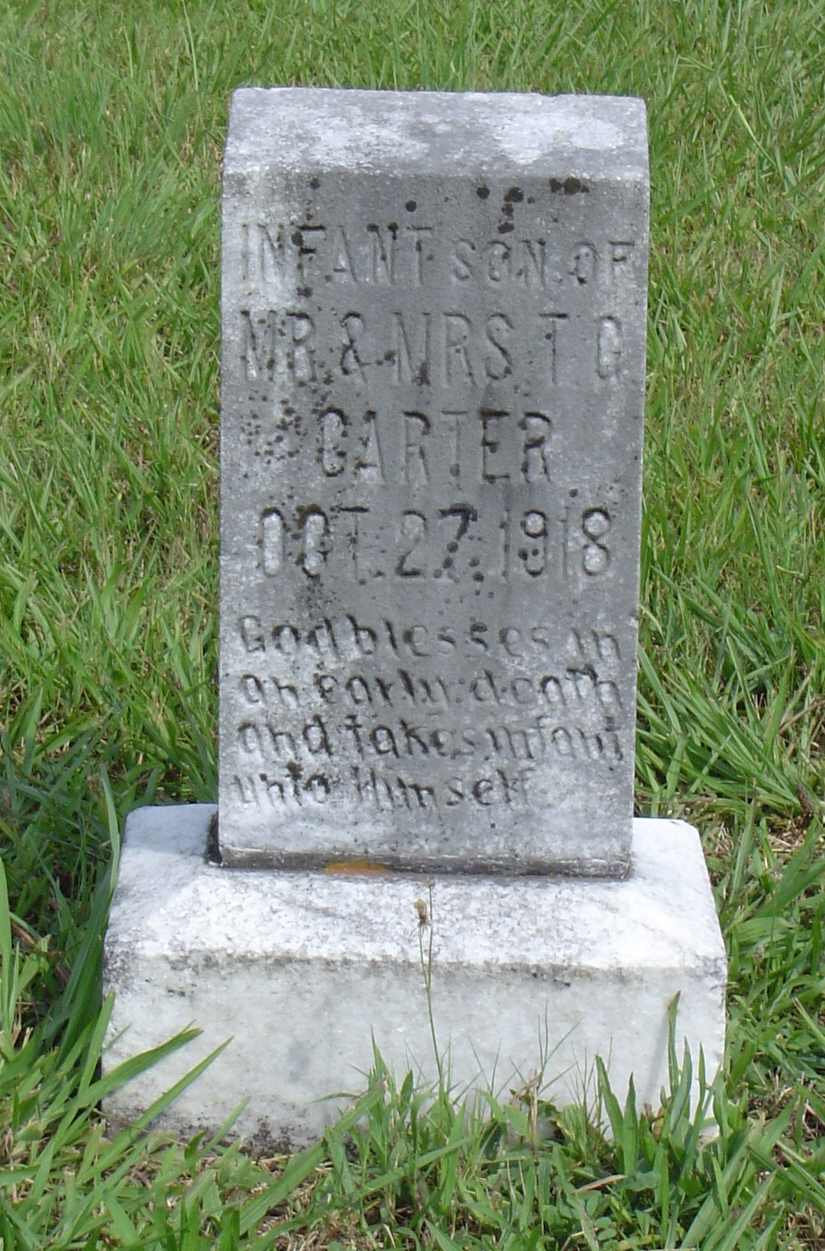 INFANT SON OF
MR. & MRS. T. G.
CARTER
OCT. 27, 1918
God blesses in
an early death
and takes infant
unto Himself